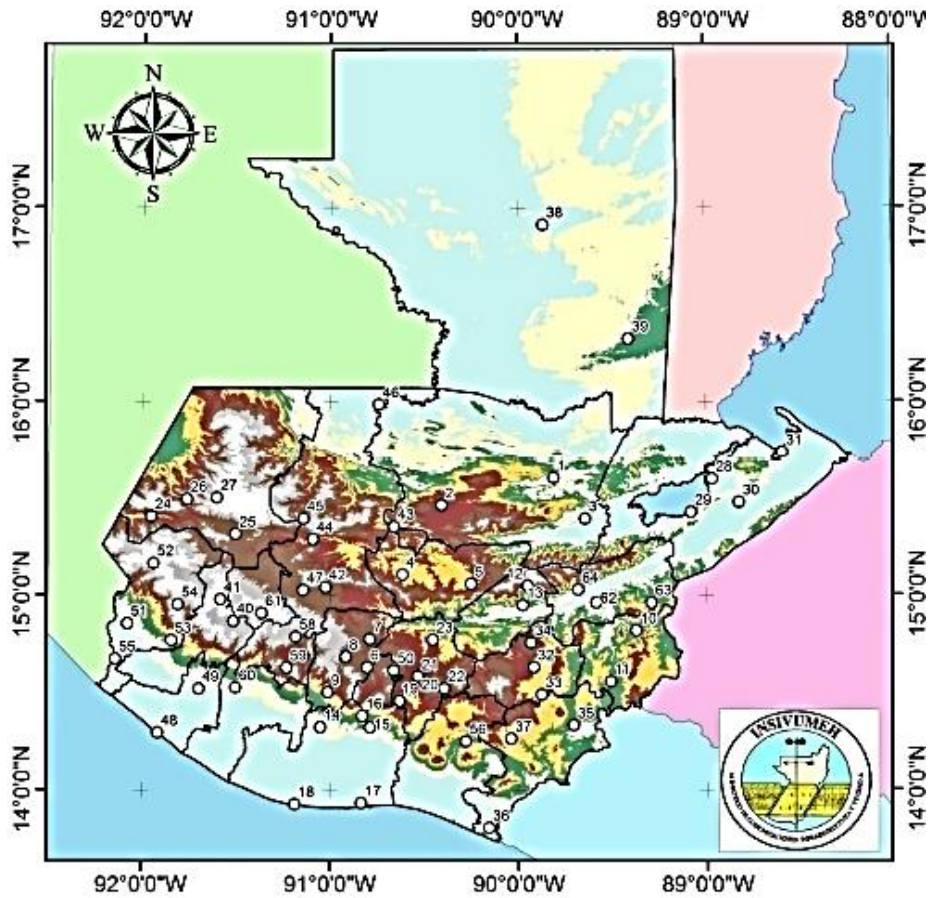 92°0'0"W 91°0'0"W 90°0'0"W 89°0'0"W 88°0'0"W
N
W E
S
17°0'0"N 17°0'0"N
38
39
16°0'0"N 16°0'0"N
46
31
1 28
26 27 2 29 30
24 45 3
25 44 43
52 4 5 12 64
41 47 42 13 62 63
54 61
15°0'0"N 15°0'0"N
51 40 58 7 23 34 10
53 8 6 50 32
55 59 21 11
49 60 9 20 22 33
19
14 16 15 35
48 56 37
INSIVUMEH
14°0'0"N 14°0'0"N
18 17
36
92°0'0"W 91°0'0"W 90°0'0"W 89°0'0"W